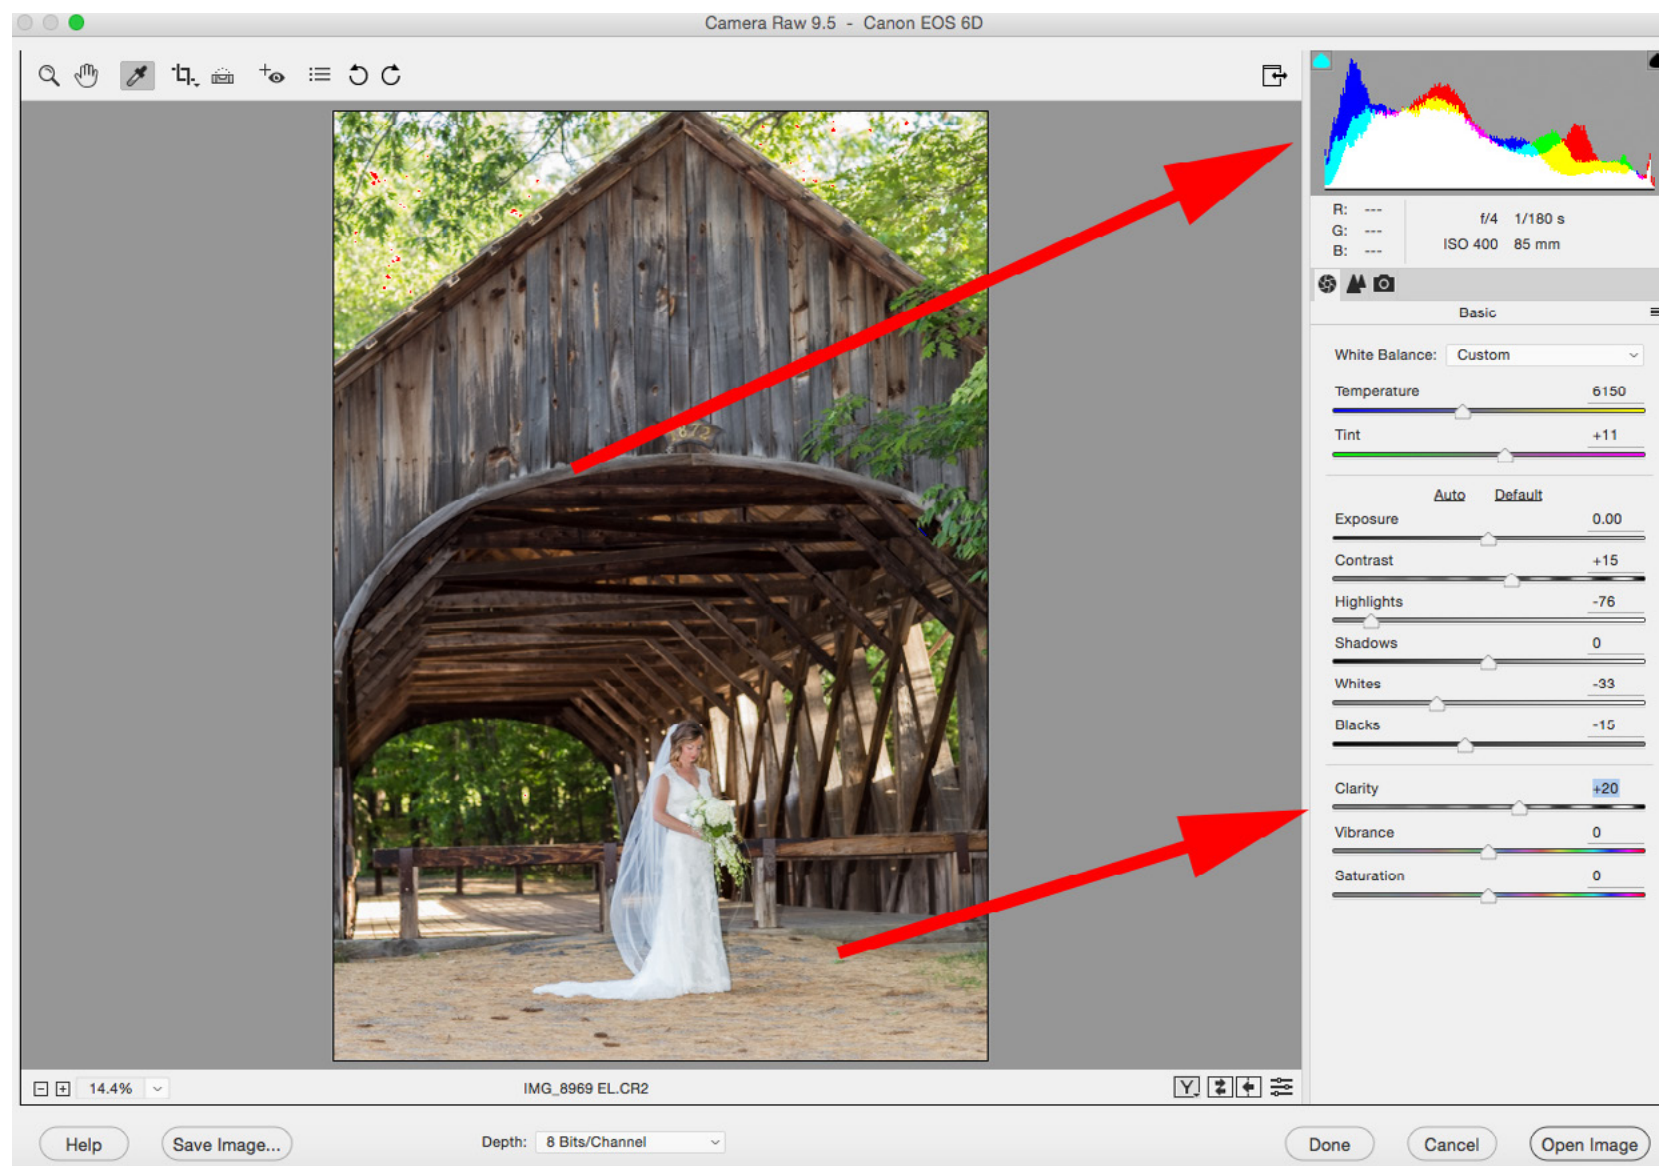 Camera Raw 9.5 - Canon EOS 6D
R: ---
G: ---
B: ---
f/4 1/180 s
ISO 400 85 mm
Basic
White Balance: Custom
Temperature 6150
Tint +11
Auto Default
Exposure 0.00
Contrast +15
Highlights -76
Shadows 0
Whites -33
Blacks -15
Clarity +20
Vibrance 0
Saturation 0
1872
14.4%
IMG_8969 EL.CR2
Y
Help
Save Image...
Depth: 8 Bits/Channel
Done
Cancel
Open Image